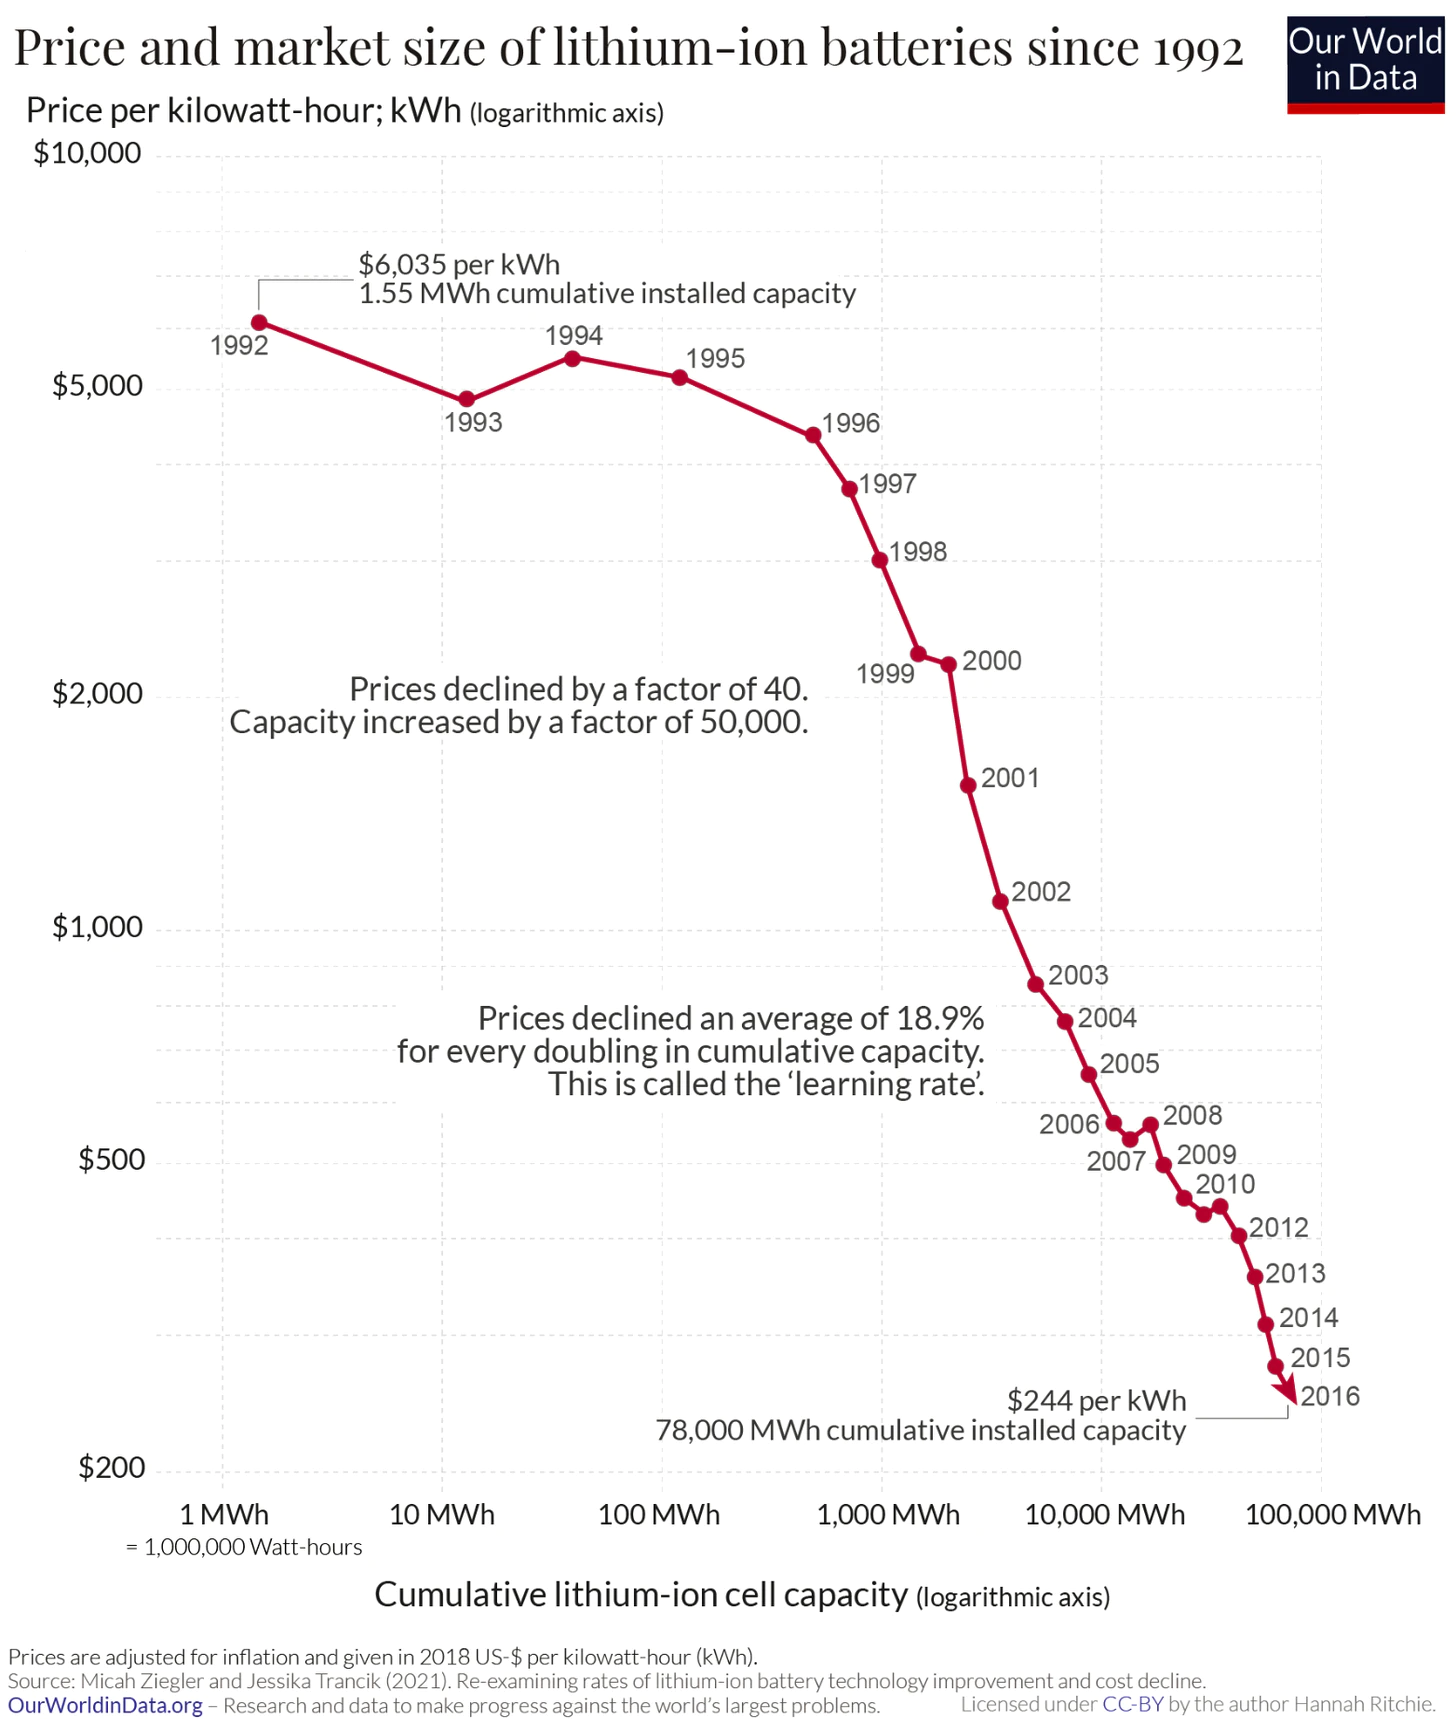 Price and market size of lithium-ion batteries since 1992
Our World
in Data
Price per kilowatt-hour; kWh (logarithmic axis)
$10,000
$6,035 per kWh
1.55 MWh cumulative installed capacity
1992
1994
1995
$5,000
1993
1996
1997
1998
1999
2000
$2,000
Prices declined by a factor of 40.
Capacity increased by a factor of 50,000.
2001
2002
$1,000
2003
Prices declined an average of 18.9%
for every doubling in cumulative capacity.
This is called the ‘learning rate’.
2004
2005
2006
2008
2007
2009
$500
2010
2012
2013
2014
2015
2016
$244 per kWh
78,000 MWh cumulative installed capacity
$200
1 MWh
10 MWh
100 MWh
1,000 MWh
10,000 MWh
100,000 MWh
= 1,000,000 Watt-hours
Cumulative lithium-ion cell capacity (logarithmic axis)
Prices are adjusted for inflation and given in 2018 US-$ per kilowatt-hour (kWh).
Source: Micah Ziegler and Jessika Trancik (2021). Re-examining rates of lithium-ion battery technology improvement and cost decline.
OurWorldinData.org – Research and data to make progress against the world’s largest problems.
Licensed under CC-BY by the author Hannah Ritchie.